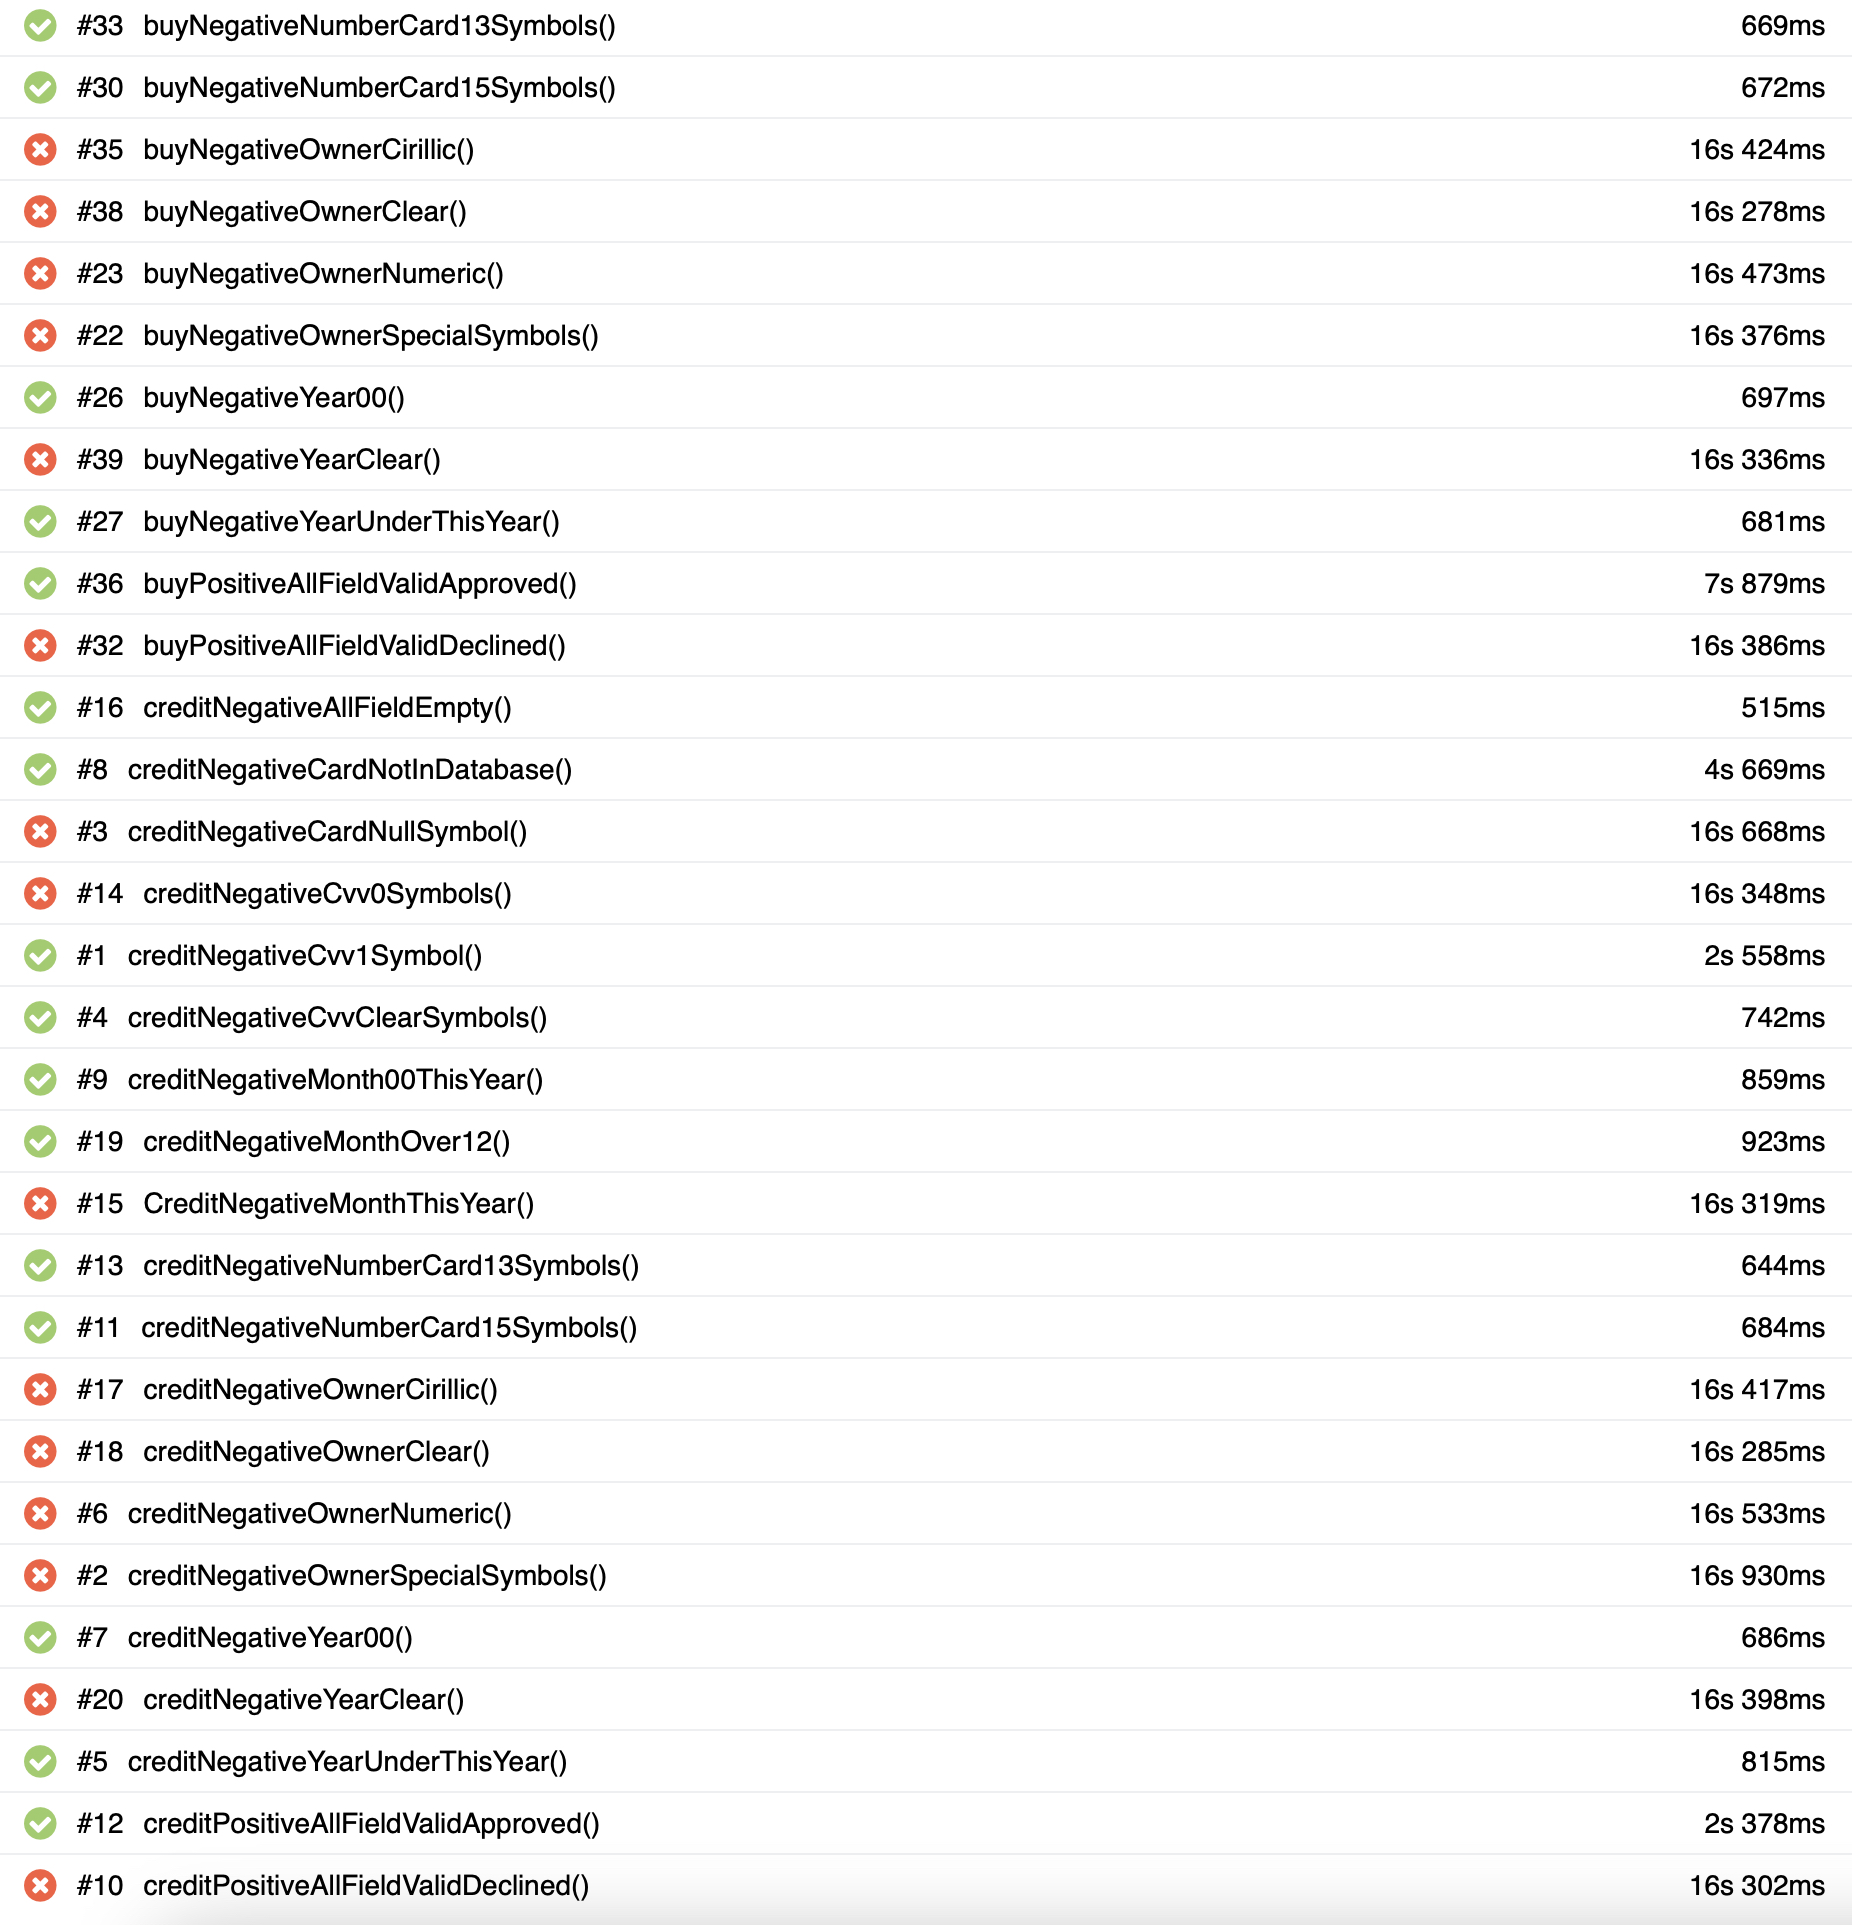 #33 buyNegativeNumberCard13Symbols() 669ms
#30 buyNegativeNumberCard15Symbols() 672ms
#35 buyNegativeOwnerCirillic() 16s 424ms
#38 buyNegativeOwnerClear() 16s 278ms
#23 buyNegativeOwnerNumeric() 16s 473ms
#22 buyNegativeOwnerSpecialSymbols() 16s 376ms
#26 buyNegativeYear00() 697ms
#39 buyNegativeYearClear() 16s 336ms
#27 buyNegativeYearUnderThisYear() 681ms
#36 buyPositiveAllFieldValidApproved() 7s 879ms
#32 buyPositiveAllFieldValidDeclined() 16s 386ms
#16 creditNegativeAllFieldEmpty() 515ms
#8 creditNegativeCardNotInDatabase() 4s 669ms
#3 creditNegativeCardNullSymbol() 16s 668ms
#14 creditNegativeCvv0Symbols() 16s 348ms
#1 creditNegativeCvv1Symbol() 2s 558ms
#4 creditNegativeCvvClearSymbols() 742ms
#9 creditNegativeMonth00ThisYear() 859ms
#19 creditNegativeMonthOver12() 923ms
#15 CreditNegativeMonthThisYear() 16s 319ms
#13 creditNegativeNumberCard13Symbols() 644ms
#11 creditNegativeNumberCard15Symbols() 684ms
#17 creditNegativeOwnerCirillic() 16s 417ms
#18 creditNegativeOwnerClear() 16s 285ms
#6 creditNegativeOwnerNumeric() 16s 533ms
#2 creditNegativeOwnerSpecialSymbols() 16s 930ms
#7 creditNegativeYear00() 686ms
#20 creditNegativeYearClear() 16s 398ms
#5 creditNegativeYearUnderThisYear() 815ms
#12 creditPositiveAllFieldValidApproved() 2s 378ms
#10 creditPositiveAllFieldValidDeclined() 16s 302ms